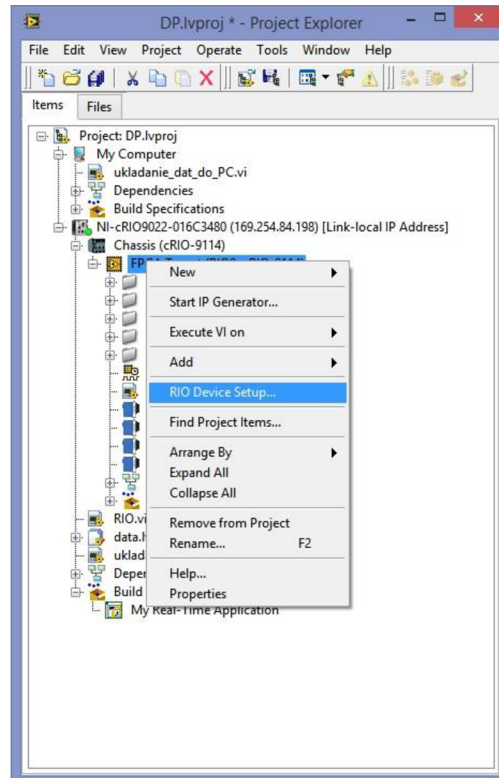 DP.lvproj * - Project Explorer
File Edit View Project Operate Tools Window Help
Items Files
Project: DP.lvproj
My Computer
ukladanie_dat_do_PC.vi
Dependencies
Build Specifications
NI-cRIO9022-016C3480 (169.254.84.198) [Link-local IP Address]
Chassis (cRIO-9114)
New
Start IP Generator...
Execute VI on
Add
RIO Device Setup...
Find Project Items...
Arrange By
Expand All
Collapse All
Remove from Project
Rename... F2
Help...
Properties
RIO.vi
data.l
uklad
Deper
Build
My Real-Time Application